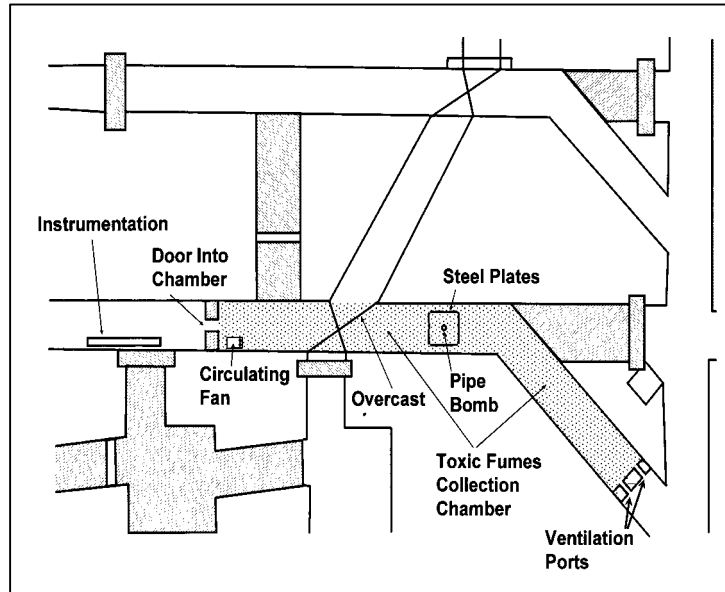 Instrumentation
Door Into
Chamber
Steel Plates
Circulating
Fan
Overcast
Pipe
Bomb
Toxic Fumes
Collection
Chamber
Ventilation
Ports